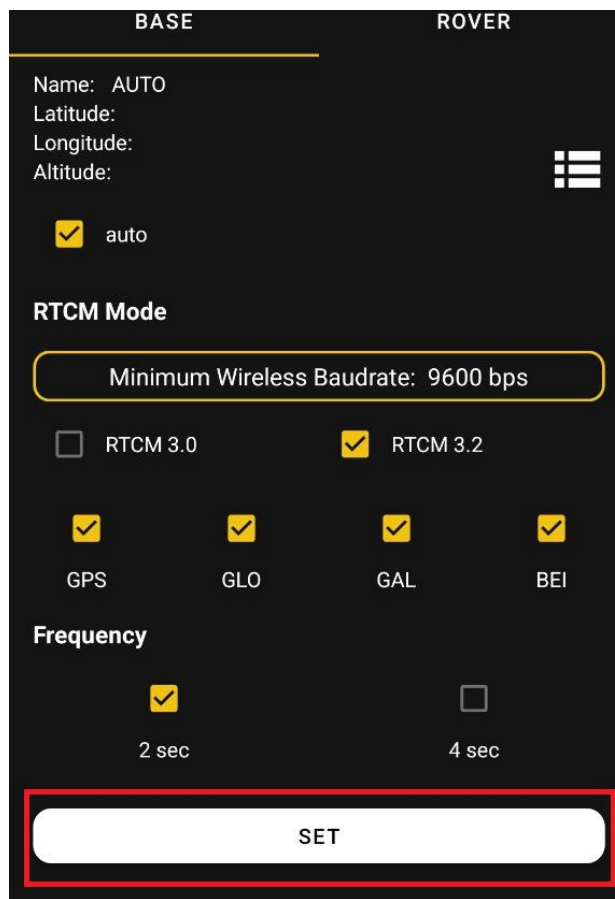 BASE ROVER
Name: AUTO
Latitude:
Longitude:
Altitude:
auto
RTCM Mode
Minimum Wireless Baudrate: 9600 bps
RTCM 3.0 RTCM 3.2
GPS GLO GAL BEI
Frequency
2 sec 4 sec
SET